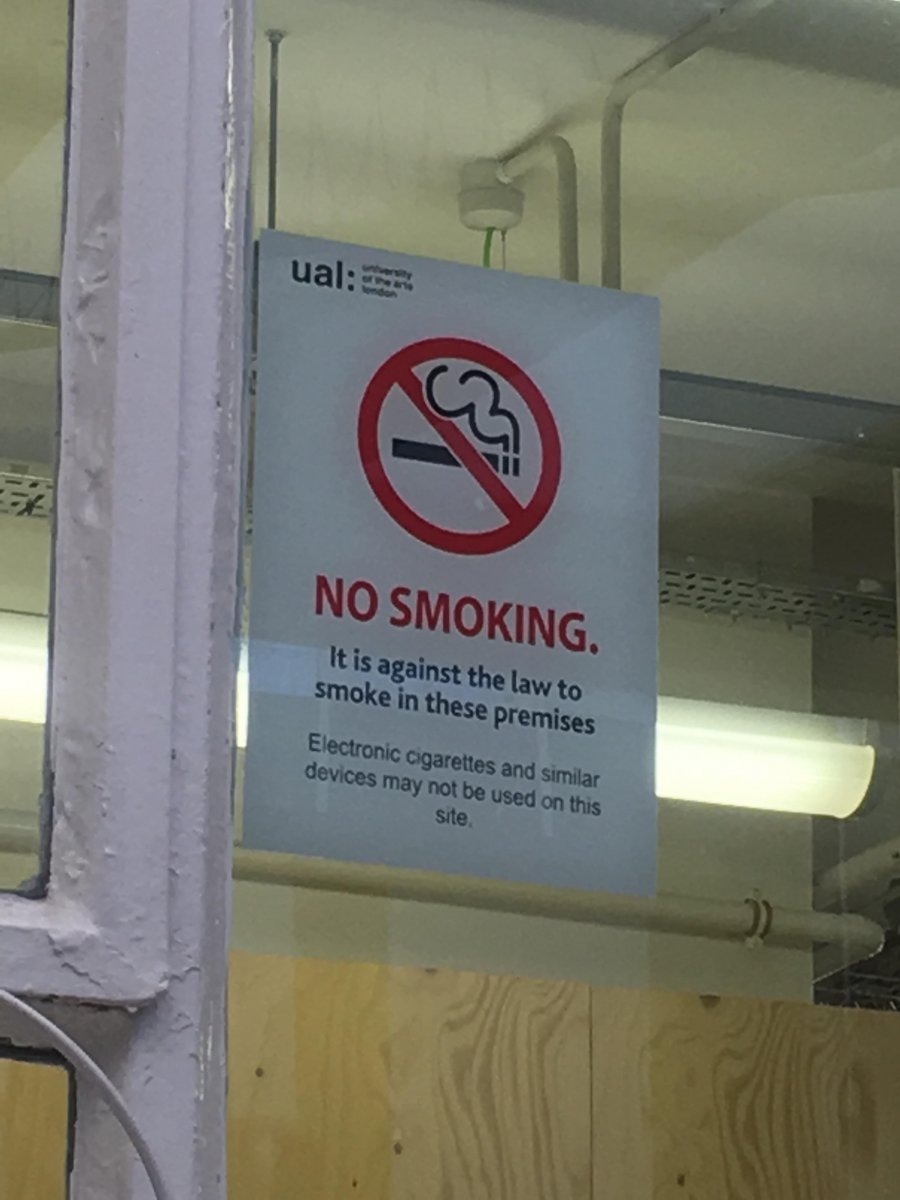 ual: university
of the arts
london
NO SMOKING.
It is against the law to
smoke in these premises
Electronic cigarettes and similar
devices may not be used on this
site.